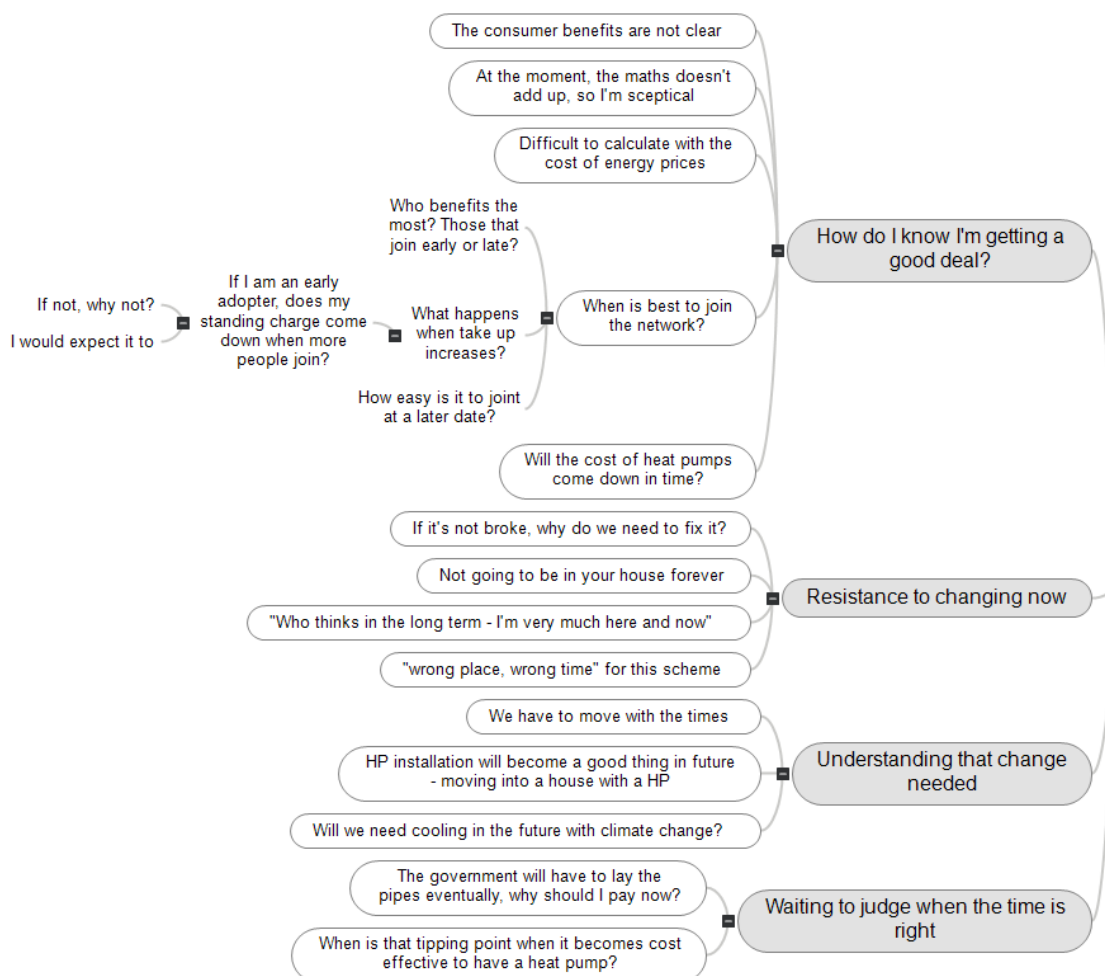 The consumer benefits are not clear
At the moment, the maths doesn't
add up, so I'm sceptical
Difficult to calculate with the
cost of energy prices
Who benefits the
most? Those that
join early or late?
If not, why not?
I would expect it to
If I am an early
adopter, does my
standing charge come
down when more
people join?
What happens
when take up
increases?
How easy is it to joint
at a later date?
When is best to join
the network?
Will the cost of heat pumps
come down in time?
How do I know I'm getting a
good deal?
If it's not broke, why do we need to fix it?
Not going to be in your house forever
"Who thinks in the long term - I'm very much here and now"
"wrong place, wrong time" for this scheme
Resistance to changing now
We have to move with the times
HP installation will become a good thing in future
- moving into a house with a HP
Will we need cooling in the future with climate change?
Understanding that change
needed
The government will have to lay the
pipes eventually, why should I pay now?
When is that tipping point when it becomes cost
effective to have a heat pump?
Waiting to judge when the time is
right